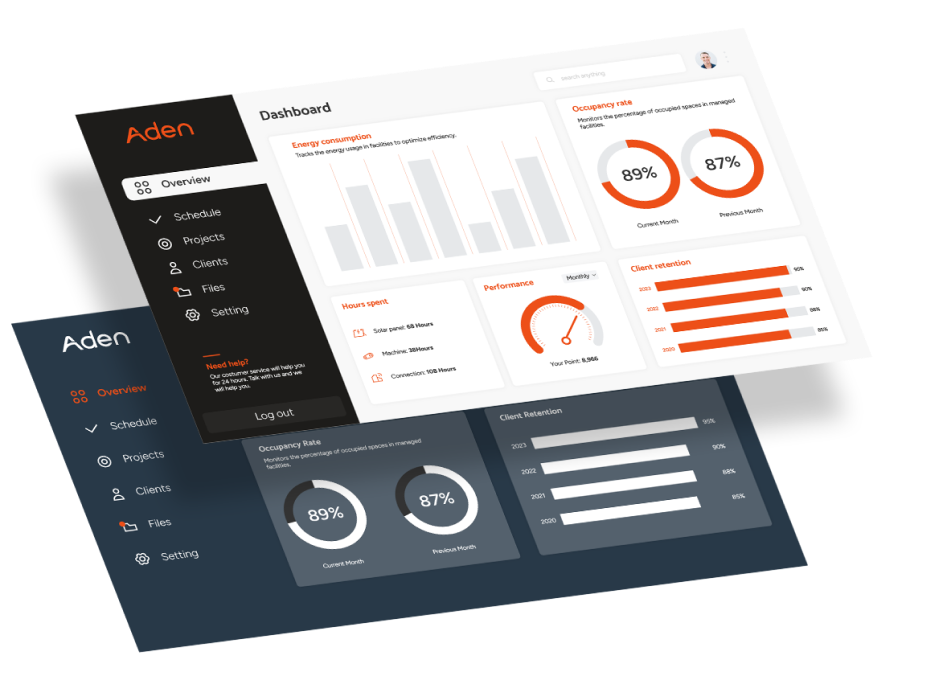 Aden
Overview
Schedule
Projects
Clients
Files
Setting
Need help?
Our costumer service will help you
for 24 hours. Talk with us and we
will help you.
Log out
Dashboard
search anything
Energy consumption
Tracks the energy usage in facilities to optimize efficiency.
Occupancy rate
Monitors the percentage of occupied spaces in managed
facilities.
89%
87%
Current Month
Previous Month
Hours spent
Solar panel: 68 Hours
Machine: 38Hours
Connection: 108 Hours
Performance
Monthly
Your Point: 8,966
Client retention
2023
95%
2022
90%
2021
88%
2020
85%
Aden
Overview
Schedule
Projects
Clients
Files
Setting
Occupancy Rate
Monitors the percentage of occupied spaces in managed
facilities.
89%
87%
Current Month
Previous Month
Client Retention
2023
95%
2022
90%
2021
88%
2020
85%